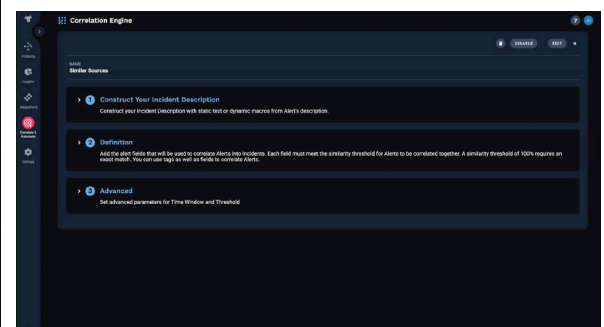 Correlation Engine
?
DISABLE
EDIT
×
Incidents
Insights
Integrations
Correlate &
Automate
Settings
NAME
Similar Sources
1 Construct Your Incident Description
Construct your Incident Description with static text or dynamic macros from Alert's description.
2 Definition
Add the alert fields that will be used to correlate Alerts into Incidents. Each field must meet the similarity threshold for Alerts to be correlated together. A similarity threshold of 100% requires an
exact match. You can use tags as well as fields to correlate Alerts.
3 Advanced
Set advanced parameters for Time Window and Threshold